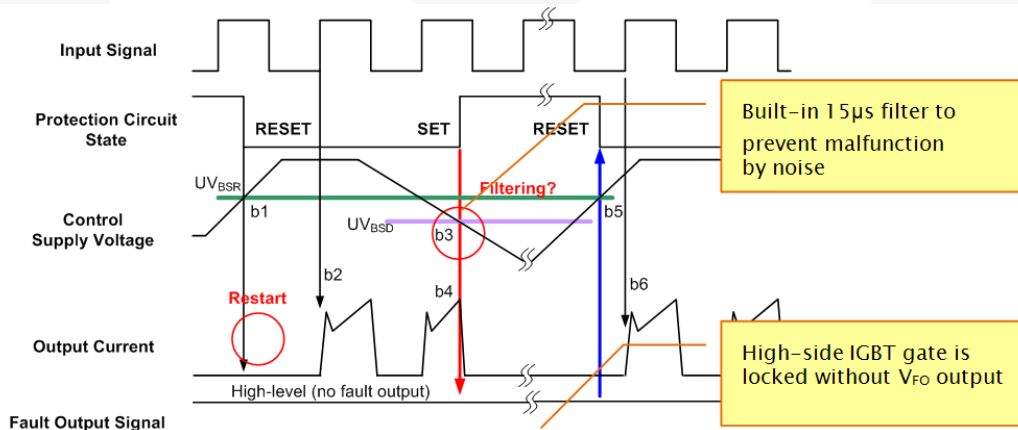 Input Signal
Protection Circuit
State
RESET
SET
RESET
Built-in 15µs filter to
prevent malfunction
by noise
UVBSR
b1
Filtering?
b5
Control
Supply Voltage
UVBSD
b3
b2
b4
b6
Restart
Output Current
High-side IGBT gate is
locked without VFO output
High-level (no fault output)
Fault Output Signal